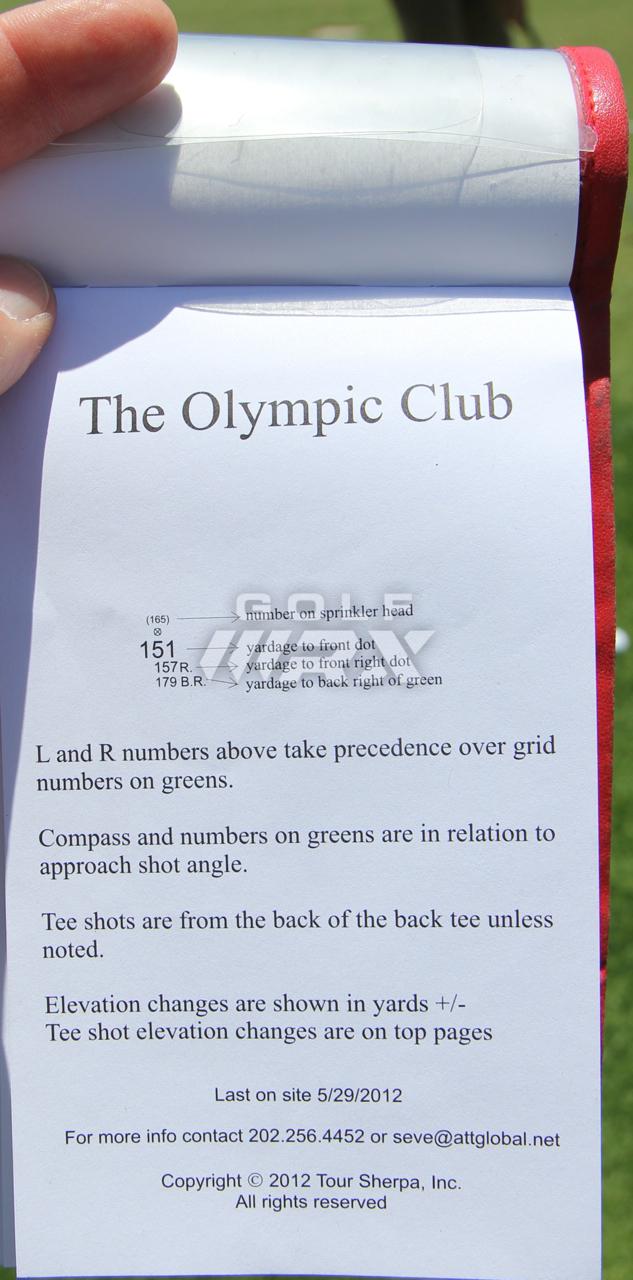 The Olympic Club
GOLF
WRX
(165) number on sprinkler head
151 yardage to front dot
157R. yardage to front right dot
179 B.R. yardage to back right of green
L and R numbers above take precedence over grid
numbers on greens.
Compass and numbers on greens are in relation to
approach shot angle.
Tee shots are from the back of the back tee unless
noted.
Elevation changes are shown in yards +/-
Tee shot elevation changes are on top pages
Last on site 5/29/2012
For more info contact 202.256.4452 or seve@attglobal.net
Copyright © 2012 Tour Sherpa, Inc.
All rights reserved